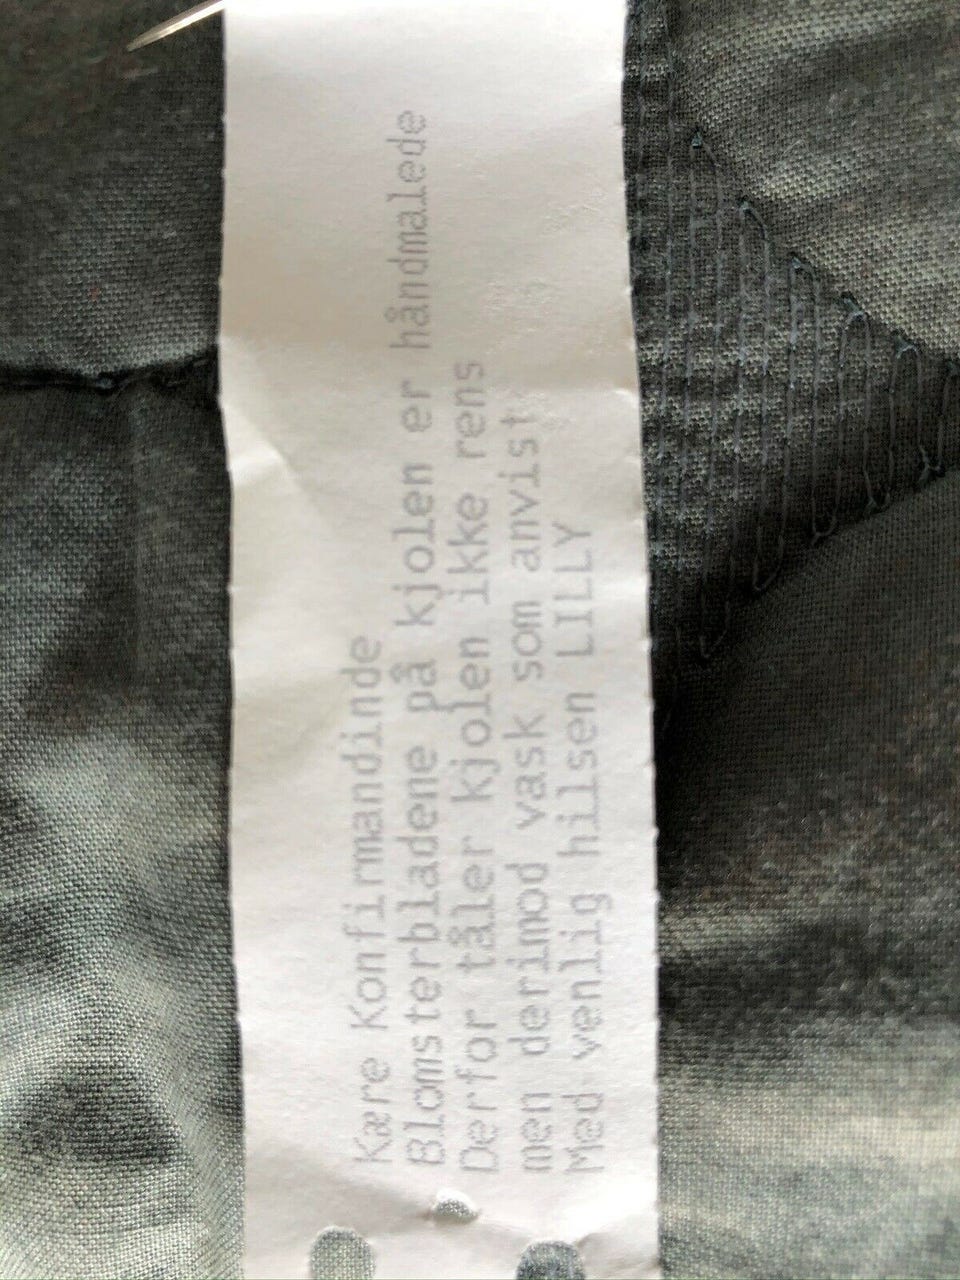 Kære Konfirmandinde
Blomsterbladene på kjolen er håndmalede
Derfor tåler kjolen ikke rens
men derimod vask som anvist
Med venlig hilsen LILLY